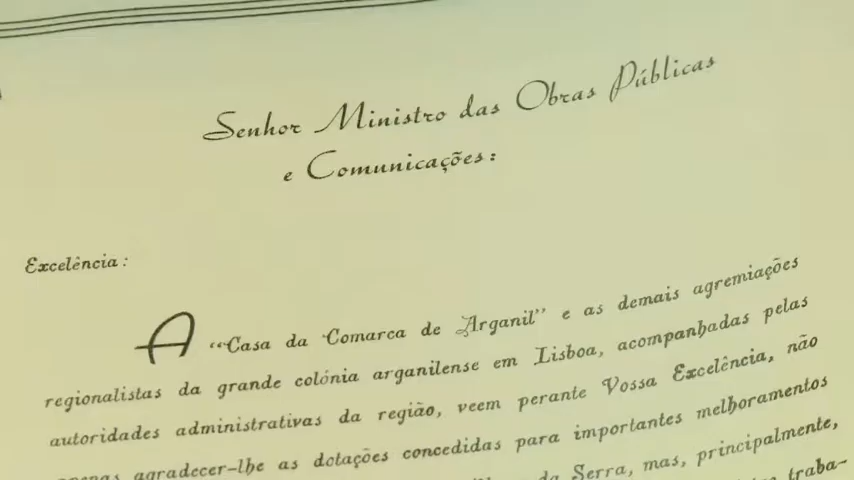 Senhor Ministro das Obras Públicas
e Comunicações:
Excelência:
A “Casa da Comarca de Arganil” e as demais agremiações
regionalistas da grande colónia arganilense em Lisboa, acompanhadas pelas
autoridades administrativas da região, veem perante Vossa Excelência, não
agradecer-lhe as dotações concedidas para importantes melhoramentos
da Serra, mas, principalmente,
traba-